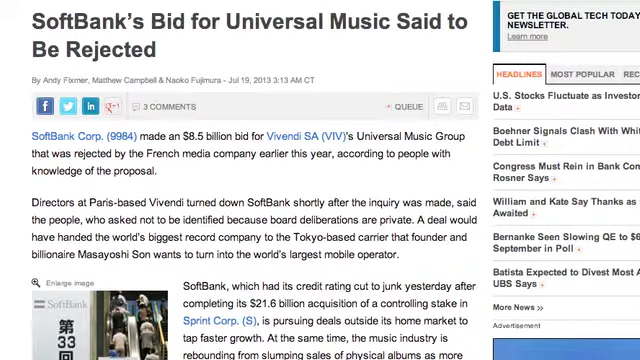 SoftBank's Bid for Universal Music Said to
Be Rejected
By Andy Fixmer, Matthew Campbell & Naoko Fujimura - Jul 19, 2013 3:13 AM CT
f
in
g+1
3 COMMENTS
+ QUEUE
SoftBank Corp. (9984) made an $8.5 billion bid for Vivendi SA (VIV)'s Universal Music Group
that was rejected by the French media company earlier this year, according to people with
knowledge of the proposal.
Directors at Paris-based Vivendi turned down SoftBank shortly after the inquiry was made, said
the people, who asked not to be identified because board deliberations are private. A deal would
have handed the world's biggest record company to the Tokyo-based carrier that founder and
billionaire Masayoshi Son wants to turn into the world's largest mobile operator.
Enlarge image
SoftBank
第
33
回
SoftBank, which had its credit rating cut to junk yesterday after
completing its $21.6 billion acquisition of a controlling stake in
Sprint Corp. (S), is pursuing deals outside its home market to
tap faster growth. At the same time, the music industry is
rebounding from slumping sales of physical albums as more
GET THE GLOBAL TECH TODAY
NEWSLETTER.
Learn more
HEADLINES MOST POPULAR REC
U.S. Stocks Fluctuate as Investor
Data +
Boehner Signals Clash With Whit
Debt Limit +
Congress Must Rein in Bank Com
Rosner Says +
William and Kate Say Thanks as
Awaited +
Bernanke Seen Slowing QE to $6
September in Poll +
Batista Expected to Divest Most A
UBS Says +
More News »
Advertisement